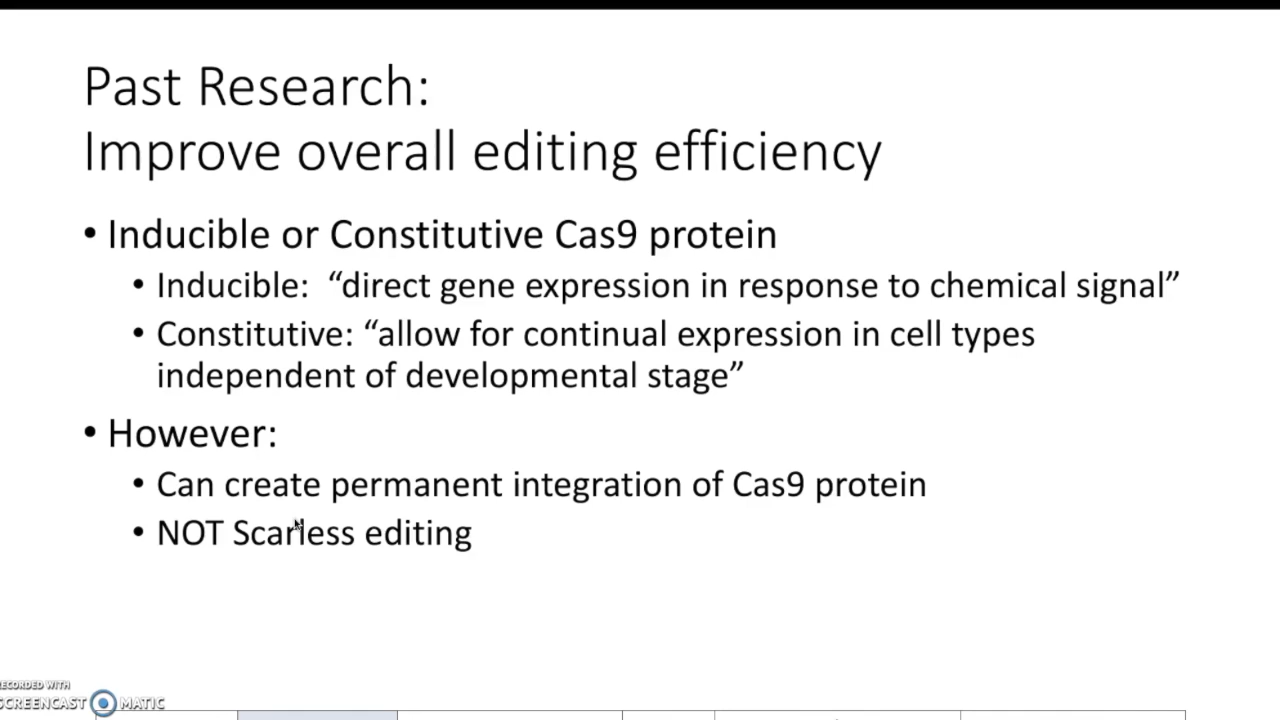 Past Research:
Improve overall editing efficiency
• Inducible or Constitutive Cas9 protein
• Inducible:  “direct gene expression in response to chemical signal”
• Constitutive: “allow for continual expression in cell types
independent of developmental stage”
• However:
• Can create permanent integration of Cas9 protein
• NOT Scarless editing
RECORDED WITH
SCREENCAST MATIC